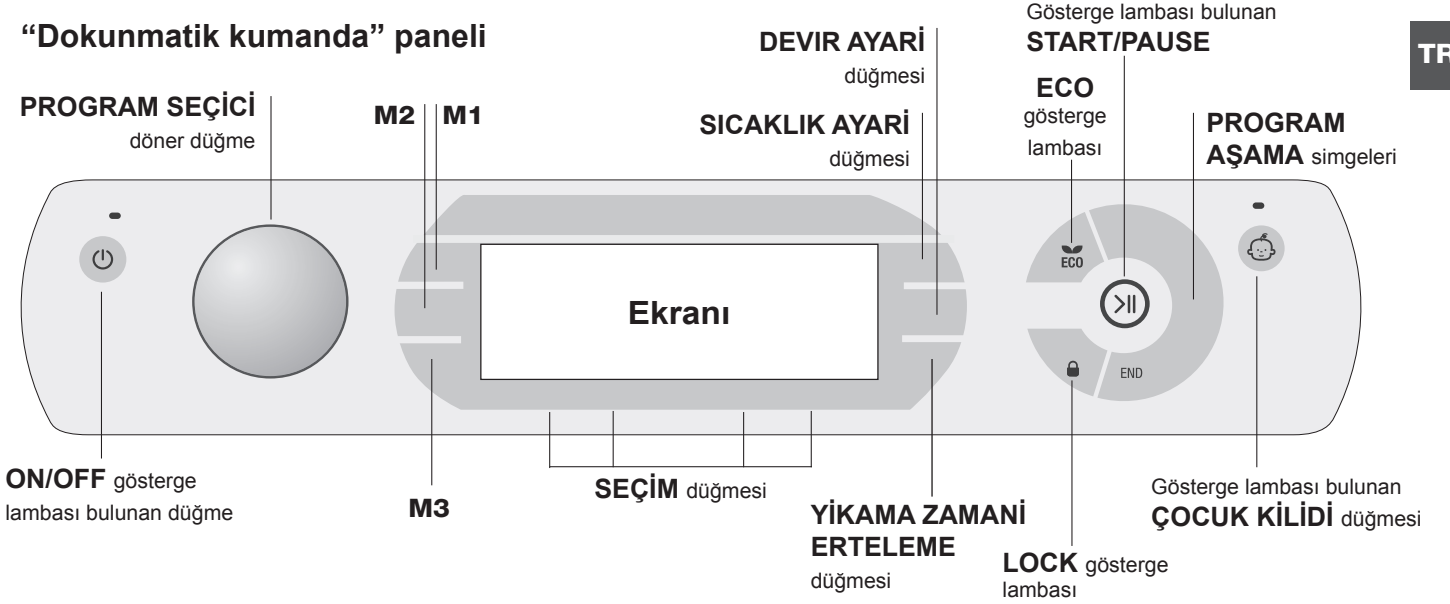 “Dokunmatik kumanda” paneli
TR
PROGRAM SEÇİCİ
döner düğme
M2
M1
DEVIR AYARİ
düğmesi
SICAKLIK AYARİ
düğmesi
Gösterge lambası bulunan
START/PAUSE
ECO
gösterge
lambası
PROGRAM
AŞAMA simgeleri
ECO
Ekranı
END
ON/OFF gösterge
lambası bulunan düğme
M3
SEÇİM düğmesi
YİKAMA ZAMANİ
ERTELEME
düğmesi
LOCK gösterge
lambası
Gösterge lambası bulunan
ÇOCUK KİLİDİ düğmesi